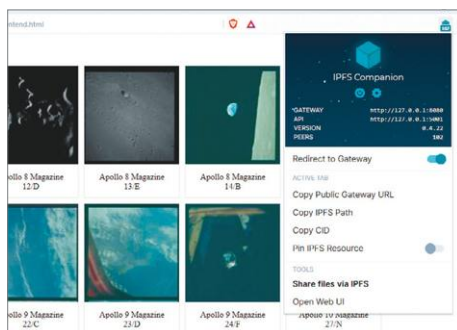 ntend.html
IPFS Companion
GATEWAY http://127.0.0.1:8080
API http://127.0.0.1:5001
VERSION 0.4.22
PEERS 102
Redirect to Gateway
ACTIVE TAB
Copy Public Gateway URL
Copy IPFS Path
Copy CID
Pin IPFS Resource
TOOLS
Share files via IPFS
Open Web UI
ollo 8 Magazine
12/D
Apollo 8 Magazine
13/E
Apollo 8 Magazine
14/B
ollo 9 Magazine
22/C
Apollo 9 Magazine
23/D
Apollo 9 Magazine
24/F
Apollo 10 Magazine
27/N